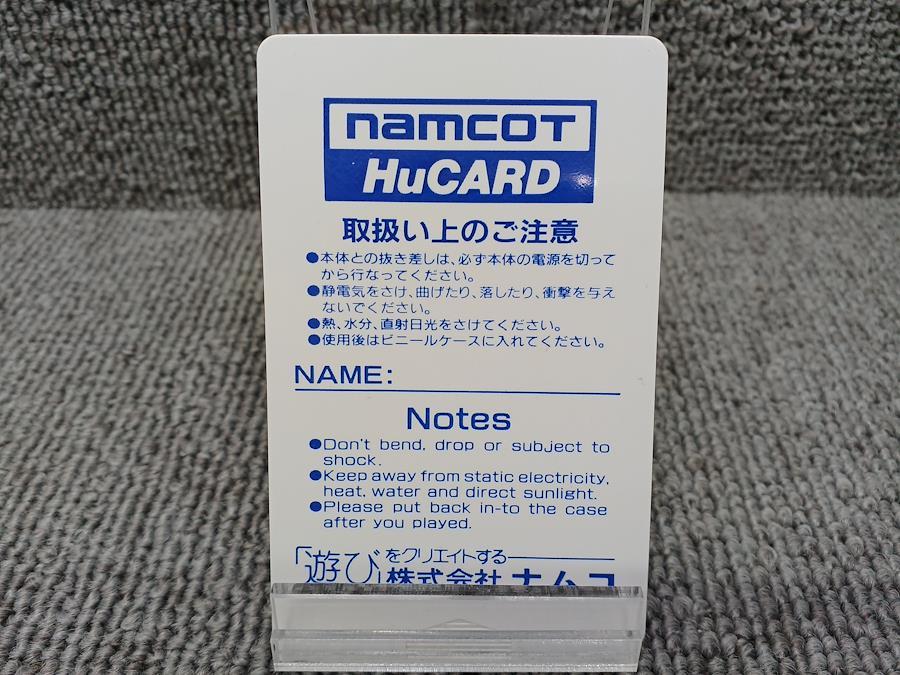 namcoT
HuCARD
取扱い上のご注意
●本体との抜き差しは、必ず本体の電源を切って
から行なってください。
●静電気をさけ、曲げたり、落したり、衝撃を与え
ないでください。
●熱、水分、直射日光をさけてください。
●使用後はビニールケースに入れてください。
NAME:
Notes
●Don't bend, drop or subject to
shock.
●Keep away from static electricity,
heat, water and direct sunlight.
●Please put back in-to the case
after you played.
「遊び」をクリエイトする
株式会社 ナムコ